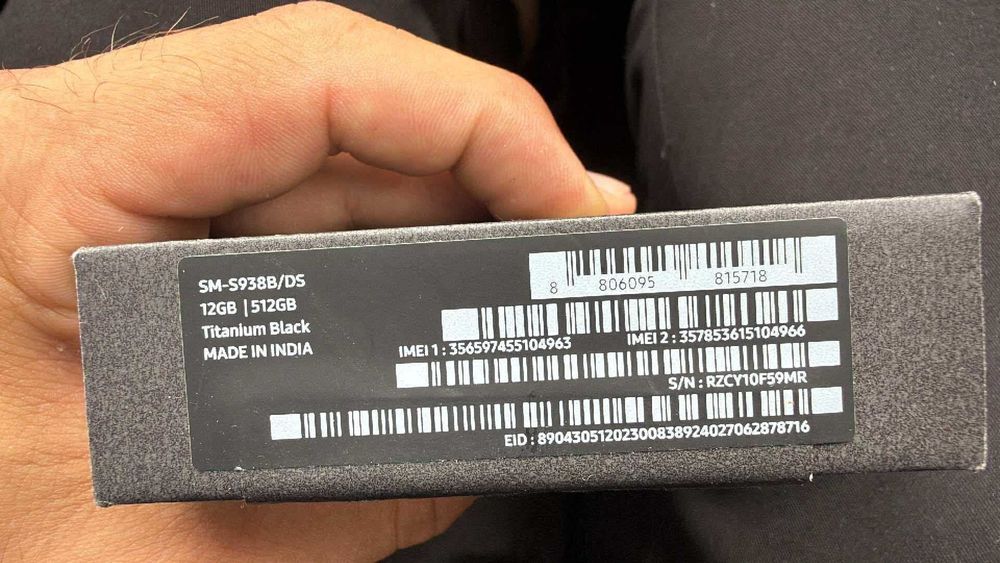 SM-S938B/DS
12GB | 512GB
Titanium Black
MADE IN INDIA
8 806095 815718
IMEI 1 : 356597455104963
IMEI 2 : 357853615104966
S/N : RZCY10F59MR
EID : 89043051202300838924027062878716